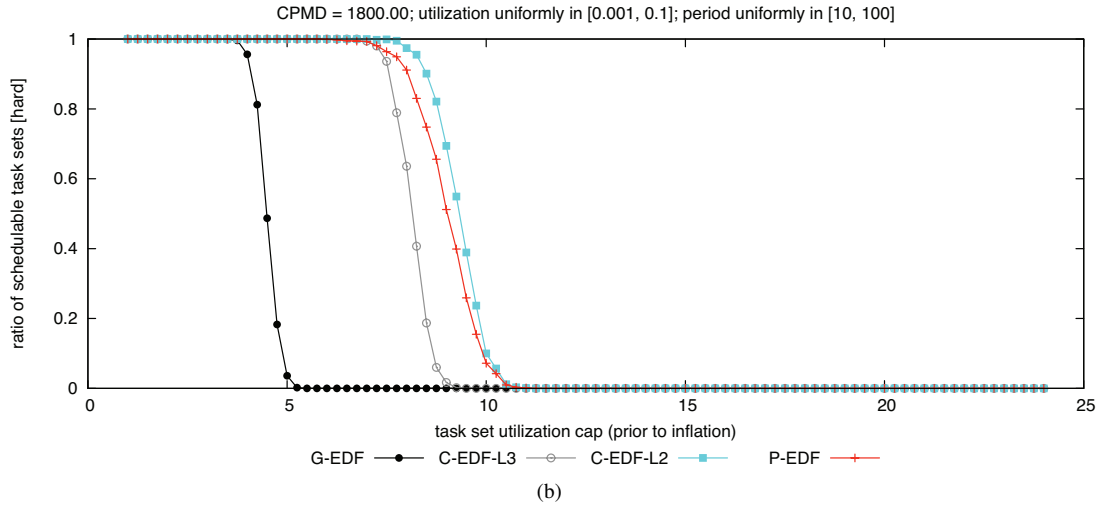 CPMD = 1800.00; utilization uniformly in [0.001, 0.1]; period uniformly in [10, 100]
1
0.8
0.6
0.4
0.2
0
ratio of schedulable task sets [hard]
0 5 10 15 20 25
task set utilization cap (prior to inflation)
G-EDF C-EDF-L3 C-EDF-L2 P-EDF
(b)